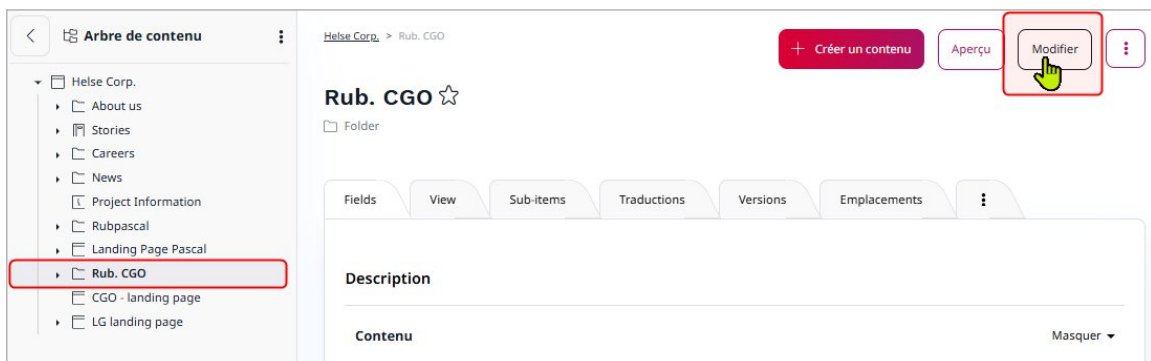 Arbre de contenu
Helse Corp.
About us
Stories
Careers
News
Project Information
Rubpascal
Landing Page Pascal
Rub. CGO
CGO - landing page
LG landing page
Helse Corp. > Rub. CGO
Créer un contenu
Aperçu
Modifier
Rub. CGO
Folder
Fields View Sub-items Traductions Versions Emplacements
Description
Contenu
Masquer